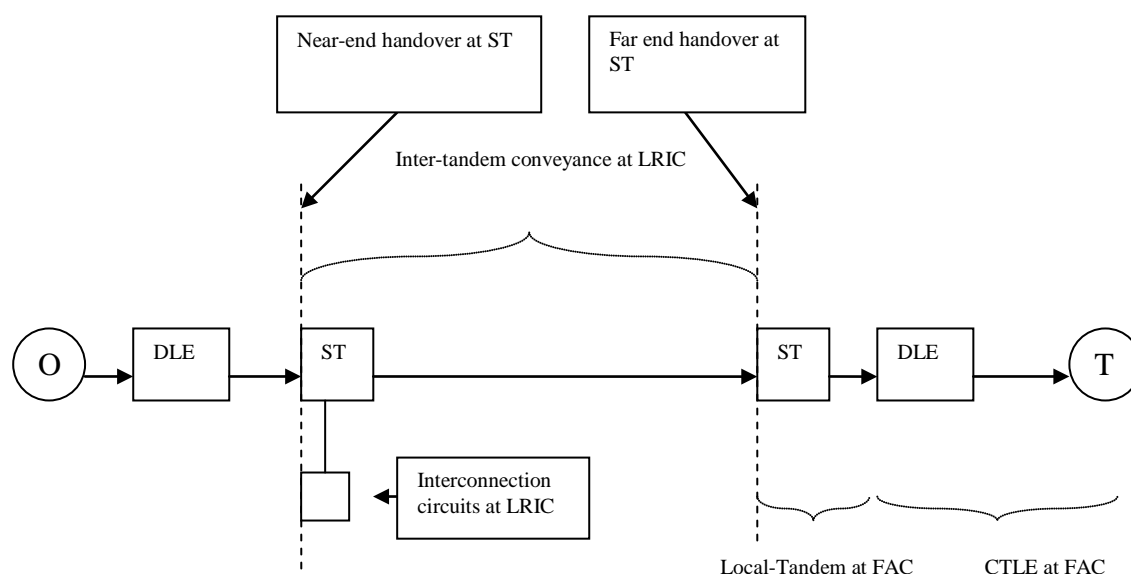 Near-end handover at ST
Far end handover at
ST
Inter-tandem conveyance at LRIC
O
DLE
ST
ST
DLE
T
Interconnection
circuits at LRIC
Local-Tandem at FAC
CTLE at FAC